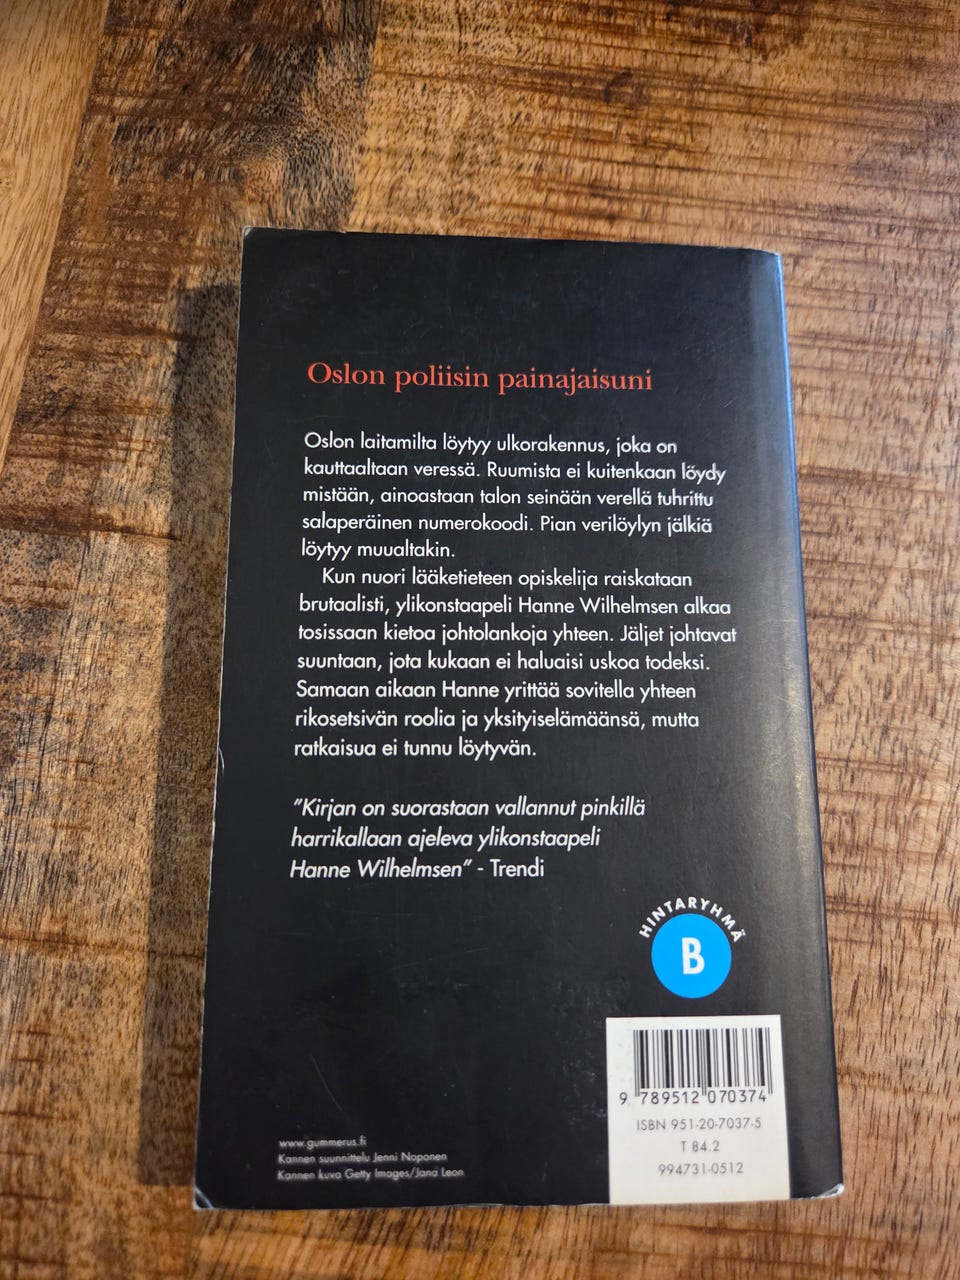 Oslon poliisin painajaisuni
Oslon laitamilta löytyy ulkorakennus, joka on
kauttaaltaan veressä. Ruumista ei kuitenkaan löydy
mistään, ainoastaan talon seinään verellä tuhrittu
salaperäinen numerokoodi. Pian verilöylyn jälkiä
löytyy muualtakin.
Kun nuori lääketieteen opiskelija raiskataan
brutaalisti, ylikonstaapeli Hanne Wilhelmsen alkaa
tosissaan kietoa johtolankoja yhteen. Jäljet johtavat
suuntaan, jota kukaan ei haluaisi uskoa todeksi.
Samaan aikaan Hanne yrittää sovitella yhteen
rikosetsivän roolia ja yksityiselämäänsä, mutta
ratkaisua ei tunnu löytyvän.
"Kirjan on suorastaan vallannut pinkillä
harrikallaan ajeleva ylikonstaapeli
Hanne Wilhelmsen" - Trendi
HINTARYHMÄ
B
9 789512 070374
ISBN 951-20-7037-5
T 84.2
994731-0512
www.gummerus.fi
Kannen suunnittelu Jenni Noponen
Kannen kuva Getty Images/Jana Leon